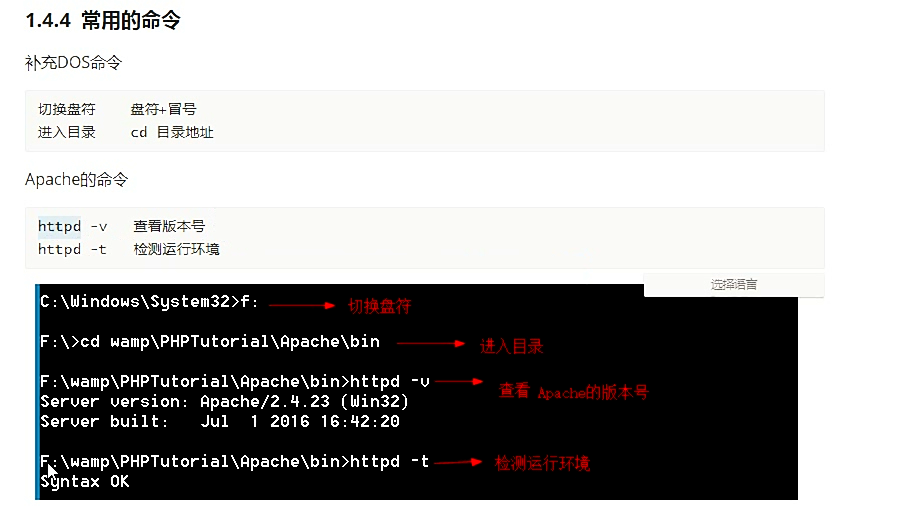 1.4.4 常用的命令
补充DOS命令
切换盘符 盘符+冒号
进入目录 cd 目录地址
Apache的命令
httpd -v 查看版本号
httpd -t 检测运行环境
选择语言
C:\Windows\System32>f: 切换盘符
F:\>cd wamp\PHPTutorial\Apache\bin 进入目录
F:\wamp\PHPTutorial\Apache\bin>httpd -v 查看 Apache的版本号
Server version: Apache/2.4.23 (Win32)
Server built: Jul 1 2016 16:42:20
F:\wamp\PHPTutorial\Apache\bin>httpd -t 检测运行环境
Syntax OK